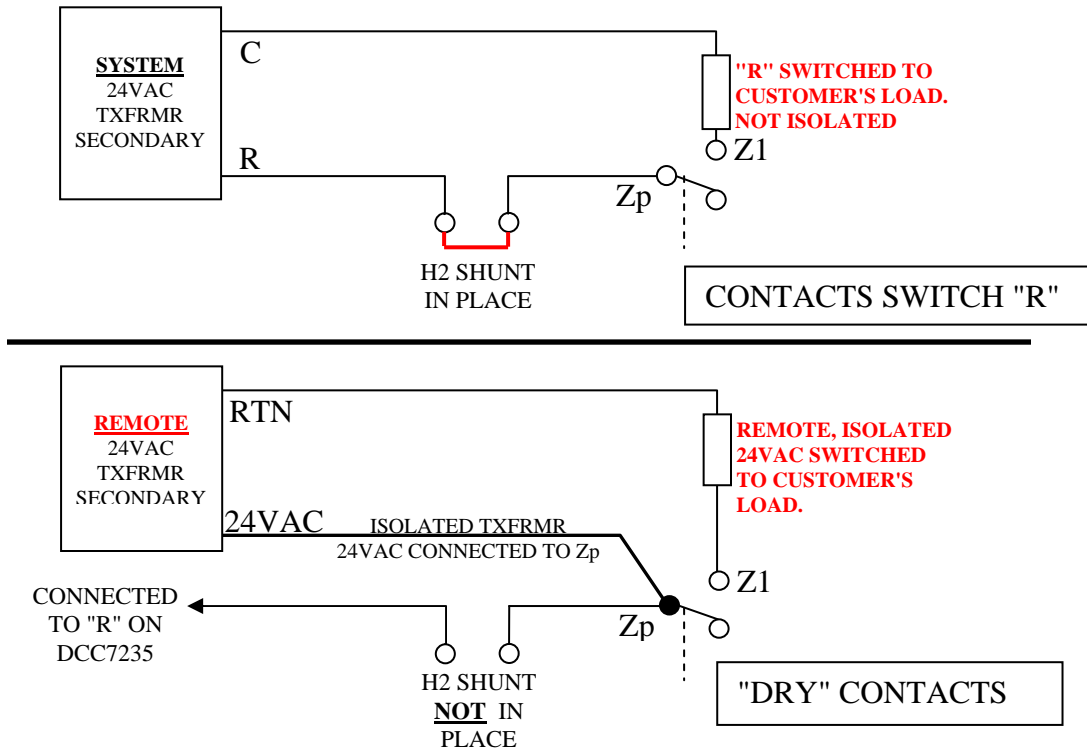 C
SYSTEM
24VAC
TXFRMR
SECONDARY
"R" SWITCHED TO
CUSTOMER'S LOAD.
NOT ISOLATED
R
Z1
Zp
H2 SHUNT
IN PLACE
CONTACTS SWITCH "R"
RTN
REMOTE
24VAC
TXFRMR
SECONDARY
REMOTE, ISOLATED
24VAC SWITCHED
TO CUSTOMER'S
LOAD.
24VAC
ISOLATED TXFRMR
24VAC CONNECTED TO Zp
Z1
CONNECTED
TO "R" ON
DCC7235
Zp
H2 SHUNT
NOT IN
PLACE
"DRY" CONTACTS